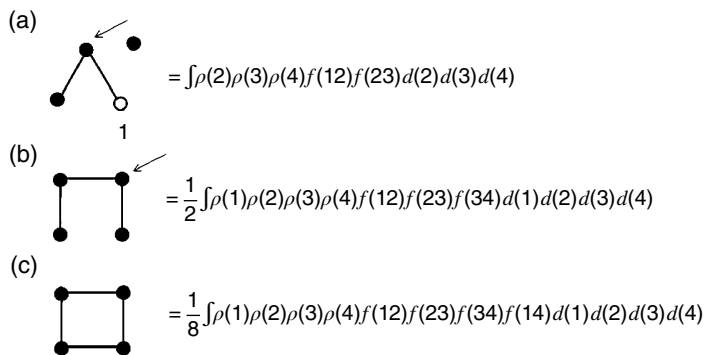 (a)
= ∫ρ(2)ρ(3)ρ(4)f(12)f(23)d(2)d(3)d(4)
1
(b)
= 1/2 ∫ρ(1)ρ(2)ρ(3)ρ(4)f(12)f(23)f(34)d(1)d(2)d(3)d(4)
(c)
= 1/8 ∫ρ(1)ρ(2)ρ(3)ρ(4)f(12)f(23)f(34)f(14)d(1)d(2)d(3)d(4)